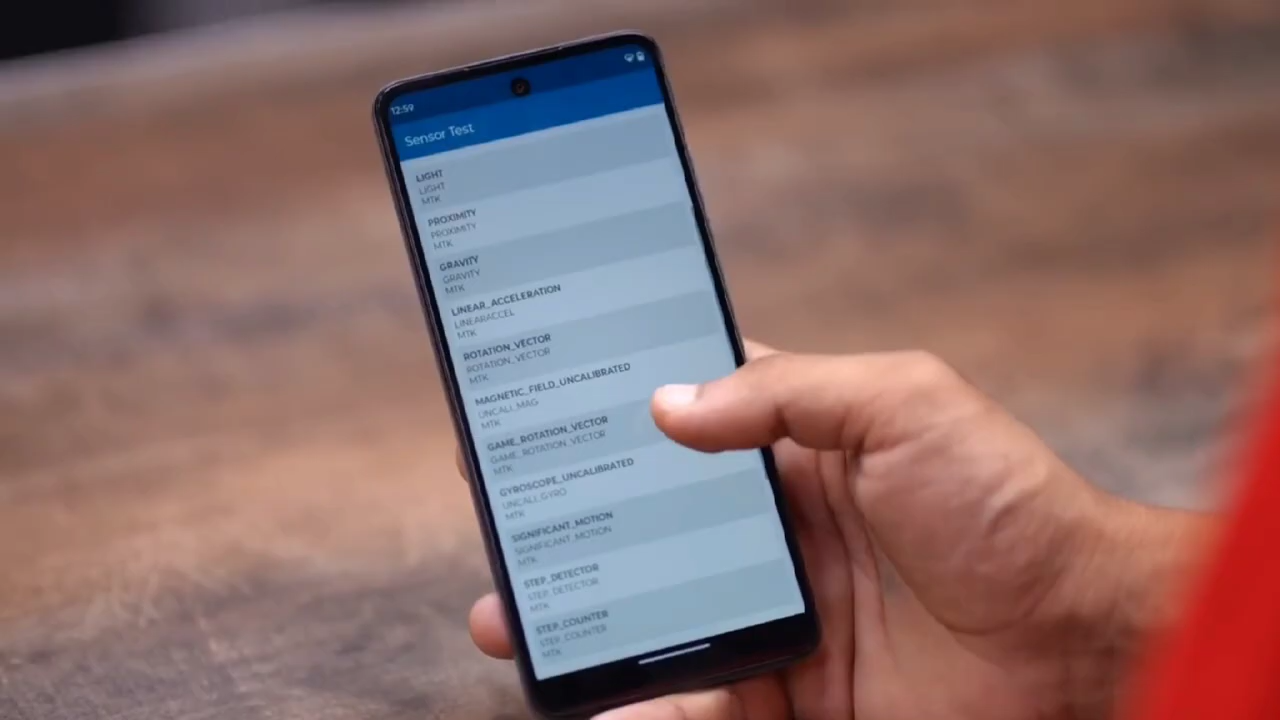 12:59
Sensor Test
LIGHT
LIGHT
MTK
PROXIMITY
PROXIMITY
MTK
GRAVITY
GRAVITY
MTK
LINEAR_ACCELERATION
LINEARACCEL
MTK
ROTATION_VECTOR
ROTATION_VECTOR
MTK
MAGNETIC_FIELD_UNCALIBRATED
UNCALI_MAG
MTK
GAME_ROTATION_VECTOR
GAME_ROTATION_VECTOR
MTK
GYROSCOPE_UNCALIBRATED
UNCALI_GYRO
MTK
SIGNIFICANT_MOTION
SIGNIFICANT_MOTION
MTK
STEP_DETECTOR
STEP_DETECTOR
MTK
STEP_COUNTER
STEP_COUNTER
MTK